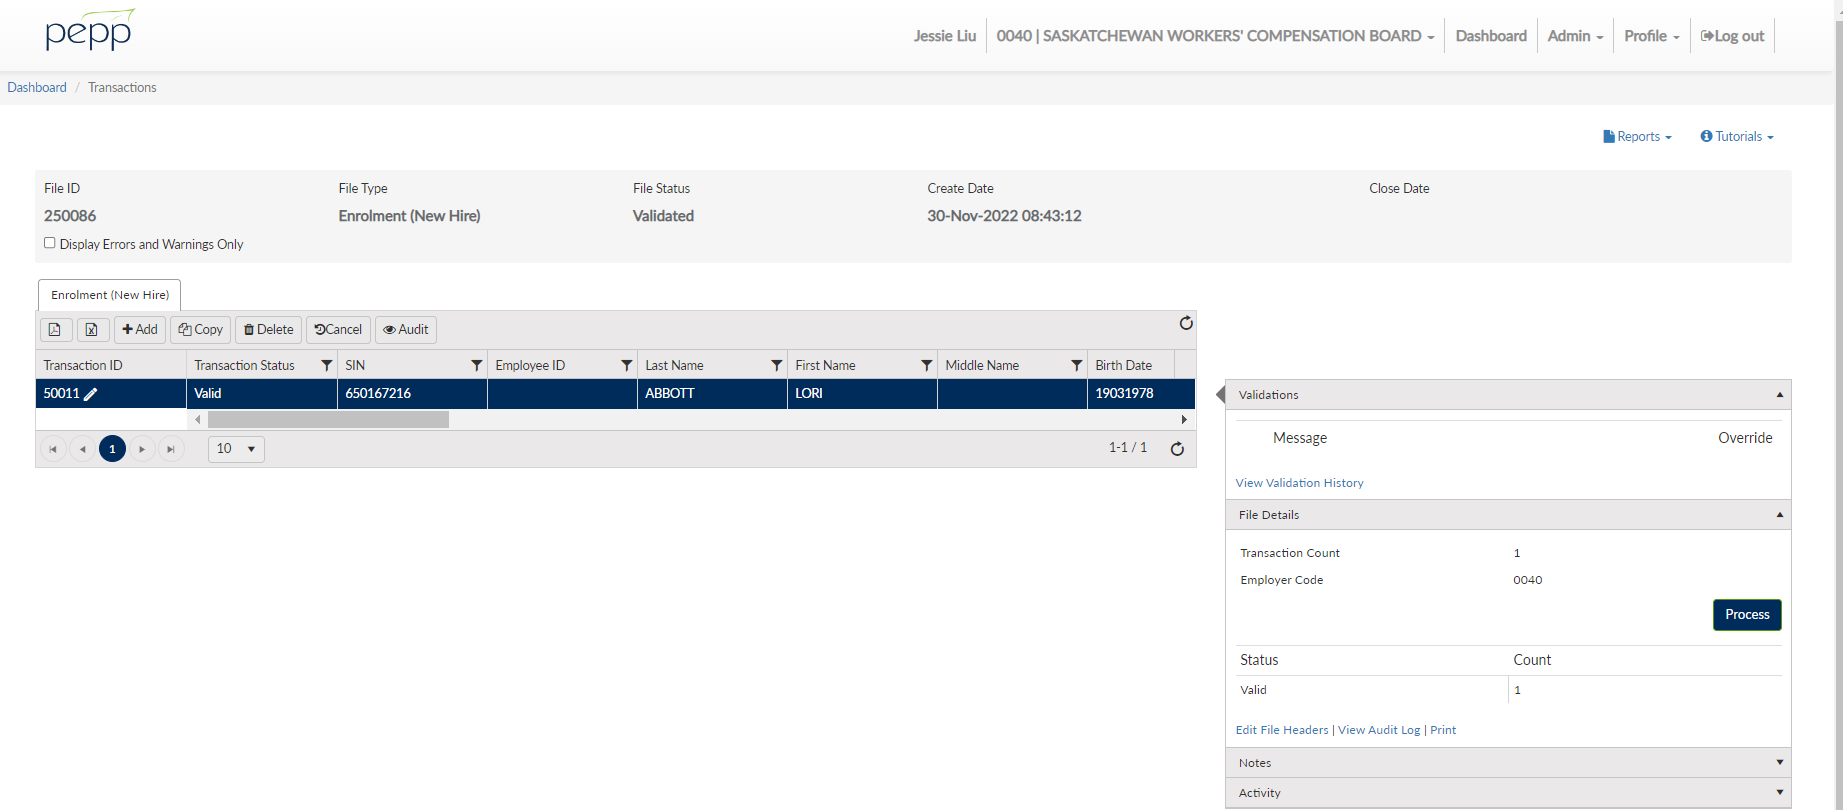 pepp
Jessie Liu
0040 | SASKATCHEWAN WORKERS' COMPENSATION BOARD
Dashboard
Admin
Profile
Log out
Dashboard / Transactions
Reports
Tutorials
File ID
File Type
File Status
Create Date
Close Date
250086
Enrolment (New Hire)
Validated
30-Nov-2022 08:43:12
Display Errors and Warnings Only
Enrolment (New Hire)
Add
Copy
Delete
Cancel
Audit
Transaction ID
Transaction Status
SIN
Employee ID
Last Name
First Name
Middle Name
Birth Date
50011
Valid
650167216
ABBOTT
LORI
19031978
1
10
1-1 / 1
Validations
Message
Override
View Validation History
File Details
Transaction Count
1
Employer Code
0040
Process
Status
Count
Valid
1
Edit File Headers | View Audit Log | Print
Notes
Activity